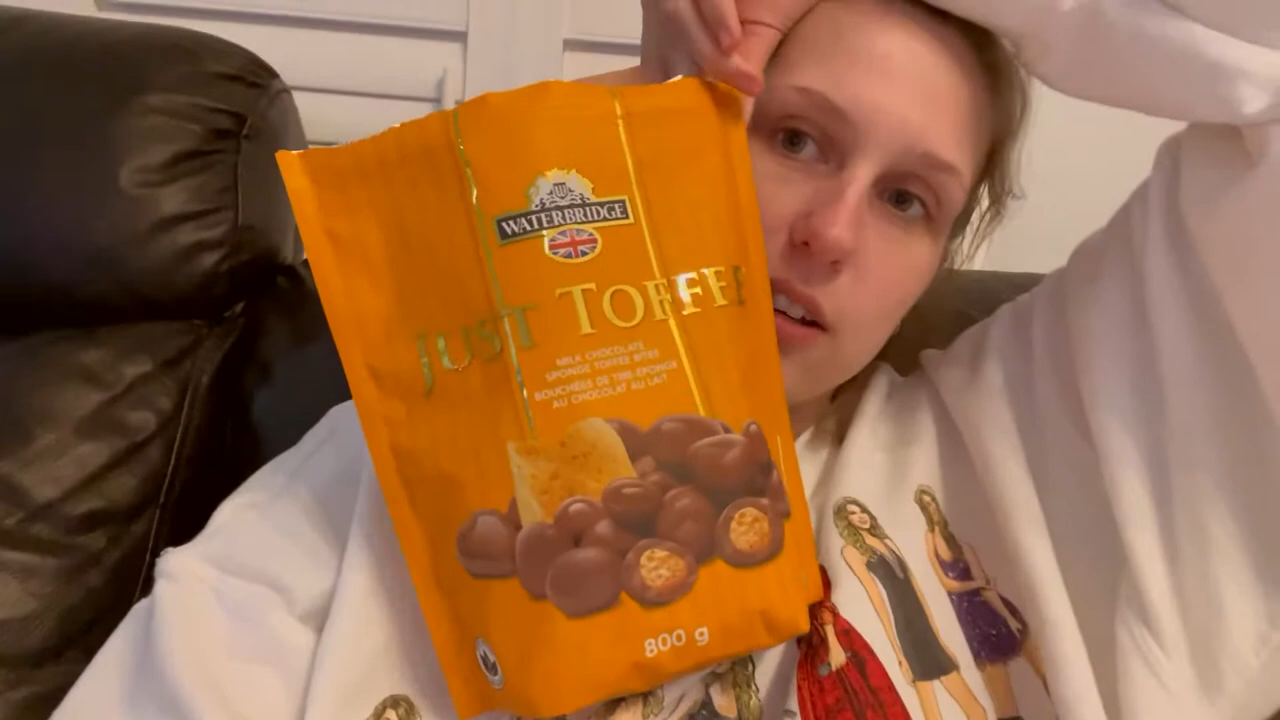 WATERBRIDGE
JUST TOFFEE
MILK CHOCOLATE
SPONGE TOFFEE BITES
BOUCHÉES DE TIRE-ÉPONGE
AU CHOCOLAT AU LAIT
800 g